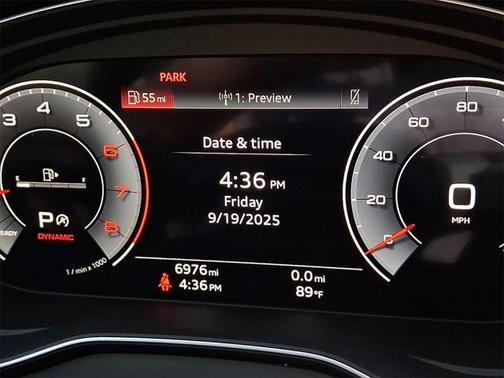 PARK
55 mi
1: Preview
Date & time
4:36 PM
Friday
9/19/2025
3 4 5 6 7 8
E F
P
DYNAMIC
READY
1 / min x 1000
6976 mi
4:36 PM
0.0 mi
89 °F
0 20 40 60 80
0
MPH